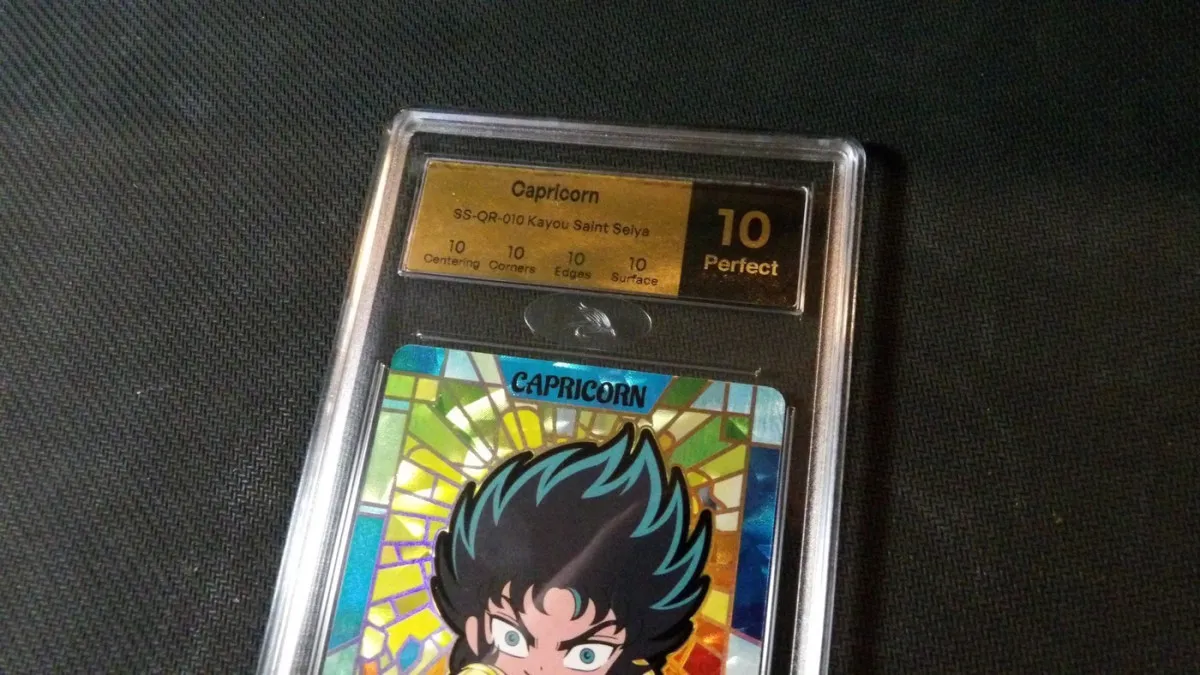 Capricorn
SS-QR-010 Kayou Saint Seiya
10 10 10 10
Centering Corners Edges Surface
10
Perfect
CAPRICORN